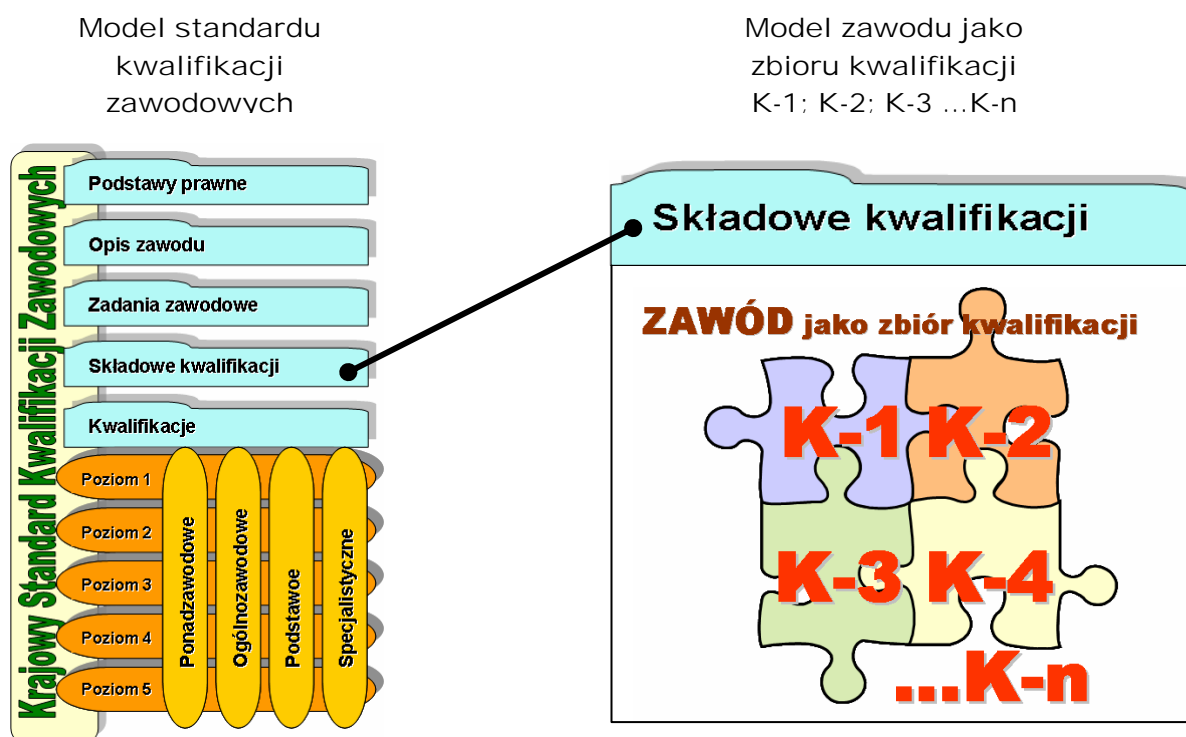 Model standardu
kwalifikacji
zawodowych
Model zawodu jako
zbioru kwalifikacji
K-1; K-2; K-3 ...K-n
Krajowy Standard Kwalifikacji Zawodowych
Podstawy prawne
Opis zawodu
Zadania zawodowe
Składowe kwalifikacji
Kwalifikacje
Poziom 1
Poziom 2
Poziom 3
Poziom 4
Poziom 5
Ponadzawodowe
Ogólnozawodowe
Podstawoe
Specjalistyczne
Składowe kwalifikacji
ZAWÓD jako zbiór kwalifikacji
K-1 K-2
K-3 K-4
...K-n